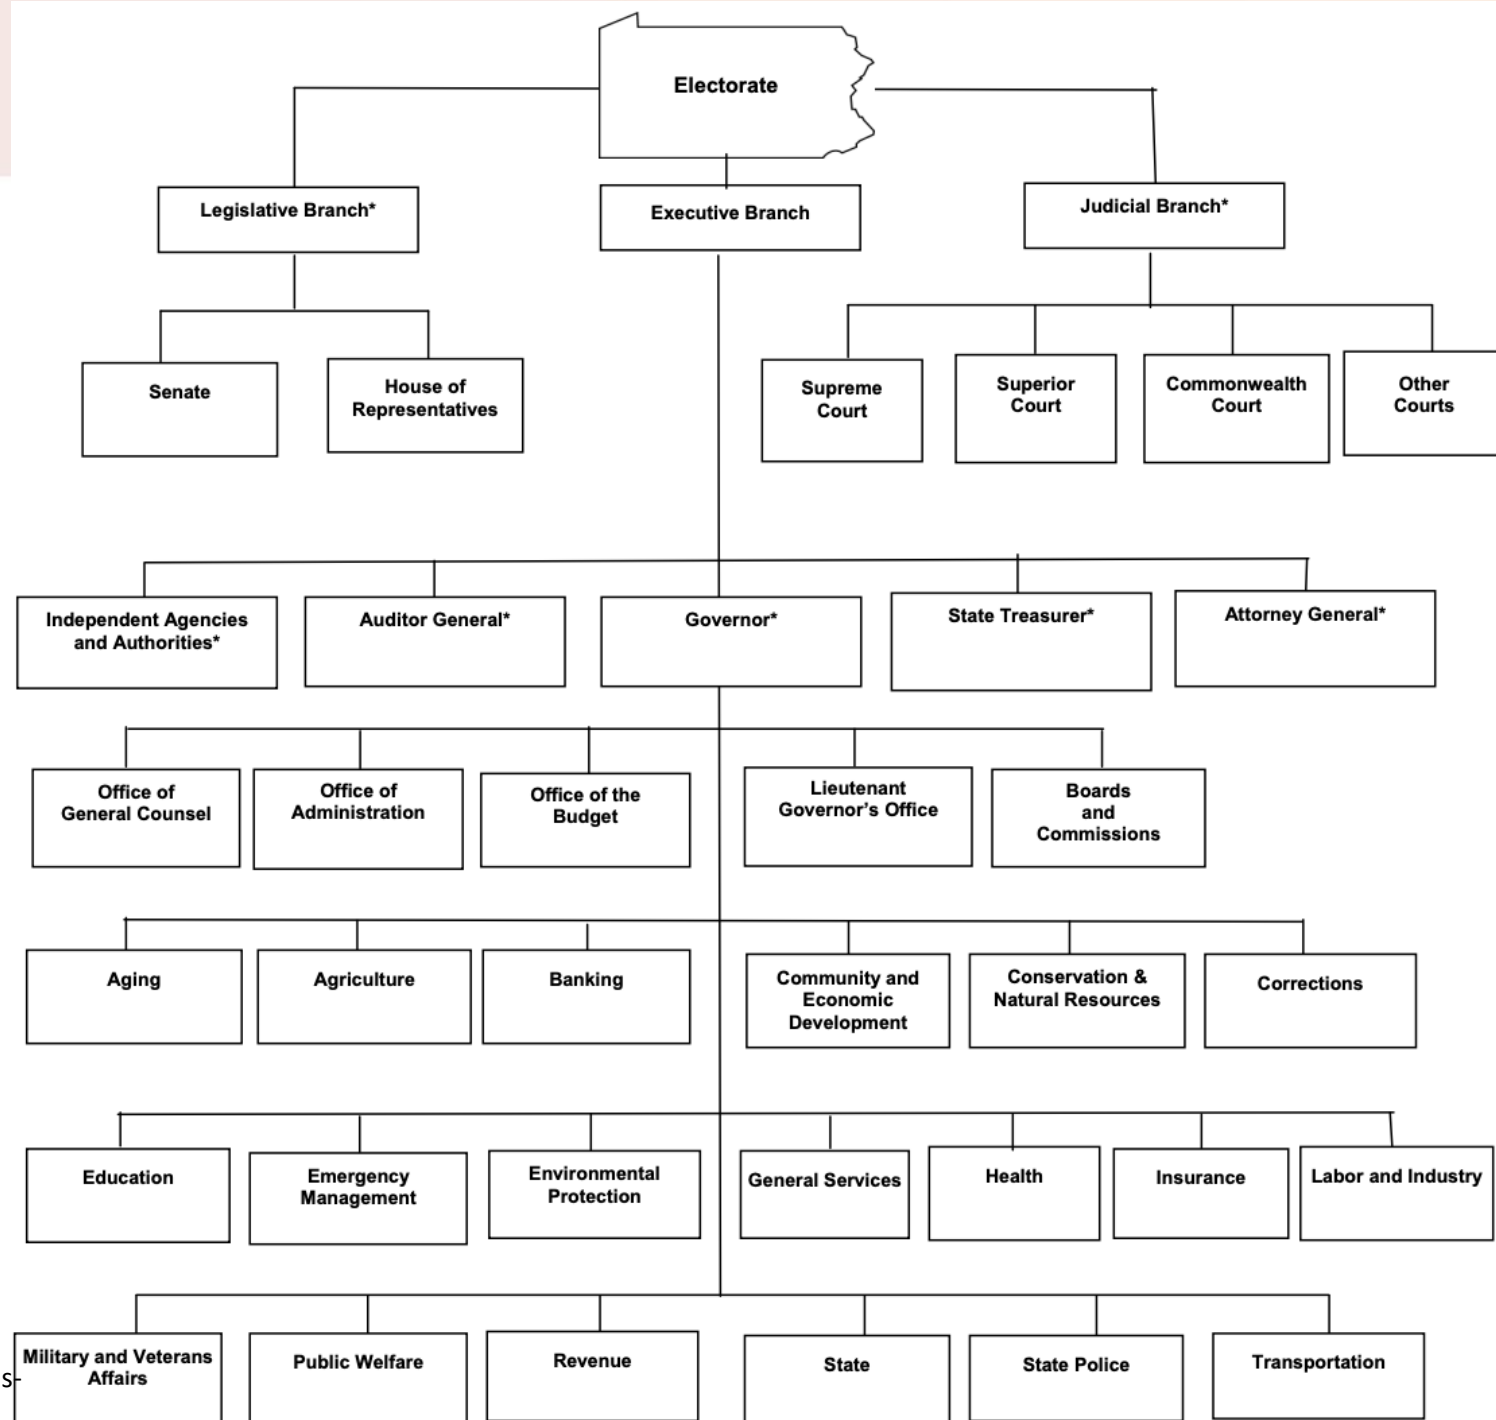 Electorate
Legislative Branch*
Executive Branch
Judicial Branch*
Senate
House of
Representatives
Supreme
Court
Superior
Court
Commonwealth
Court
Other
Courts
Independent Agencies
and Authorities*
Auditor General*
Governor*
State Treasurer*
Attorney General*
Office of
General Counsel
Office of
Administration
Office of the
Budget
Lieutenant
Governor’s Office
Boards
and
Commissions
Aging
Agriculture
Banking
Community and
Economic
Development
Conservation &
Natural Resources
Corrections
Education
Emergency
Management
Environmental
Protection
General Services
Health
Insurance
Labor and Industry
Military and Veterans
Affairs
Public Welfare
Revenue
State
State Police
Transportation
s-